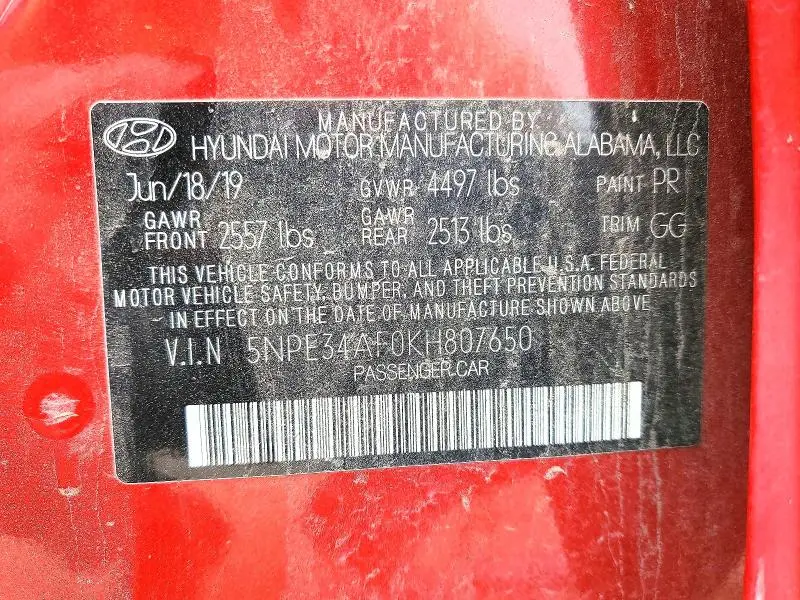 MANUFACTURED BY
HYUNDAI MOTOR MANUFACTURING ALABAMA, LLC
Jun/18/19 GVWR 4497 lbs PAINT PR
GAWR FRONT 2557 lbs GAWR REAR 2513 lbs TRIM GG
THIS VEHICLE CONFORMS TO ALL APPLICABLE U.S.A. FEDERAL
MOTOR VEHICLE SAFETY, BUMPER, AND THEFT PREVENTION STANDARDS
IN EFFECT ON THE DATE OF MANUFACTURE SHOWN ABOVE
V.I.N 5NPE34AF0KH807650
PASSENGER CAR